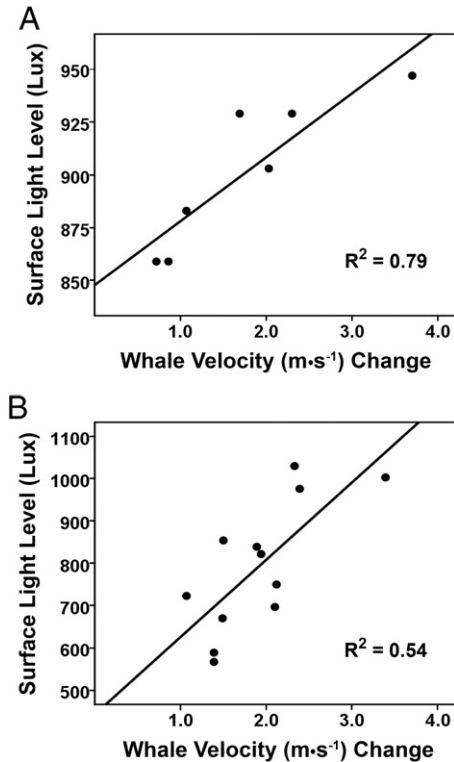 A
Surface Light Level (Lux)
950
925
900
875
850
R² = 0.79
1.0 2.0 3.0 4.0
Whale Velocity (m•s⁻¹) Change
B
Surface Light Level (Lux)
1100
1000
900
800
700
600
500
R² = 0.54
1.0 2.0 3.0 4.0
Whale Velocity (m•s⁻¹) Change